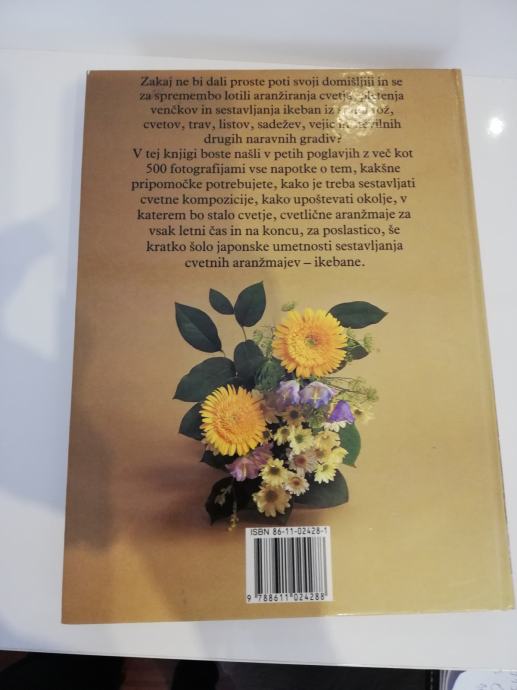 Zakaj ne bi dali proste poti svoji domišljiji in se
za spremembo lotili aranžiranja cvetja, pletenja
venčkov in sestavljanja ikeban iz rož,
cvetov, trav, listov, sadežev, vejic in številnih
drugih naravnih gradiv?
V tej knjigi boste našli v petih poglavjih z več kot
500 fotografijami vse napotke o tem, kakšne
pripomočke potrebujete, kako je treba sestavljati
cvetne kompozicije, kako upoštevati okolje, v
katerem bo stalo cvetje, cvetlične aranžmaje za
vsak letni čas in na koncu, za poslastico, še
kratko šolo japonske umetnosti sestavljanja
cvetnih aranžmajev – ikebane.
ISBN 86-11-02428-1
9 788611 024288